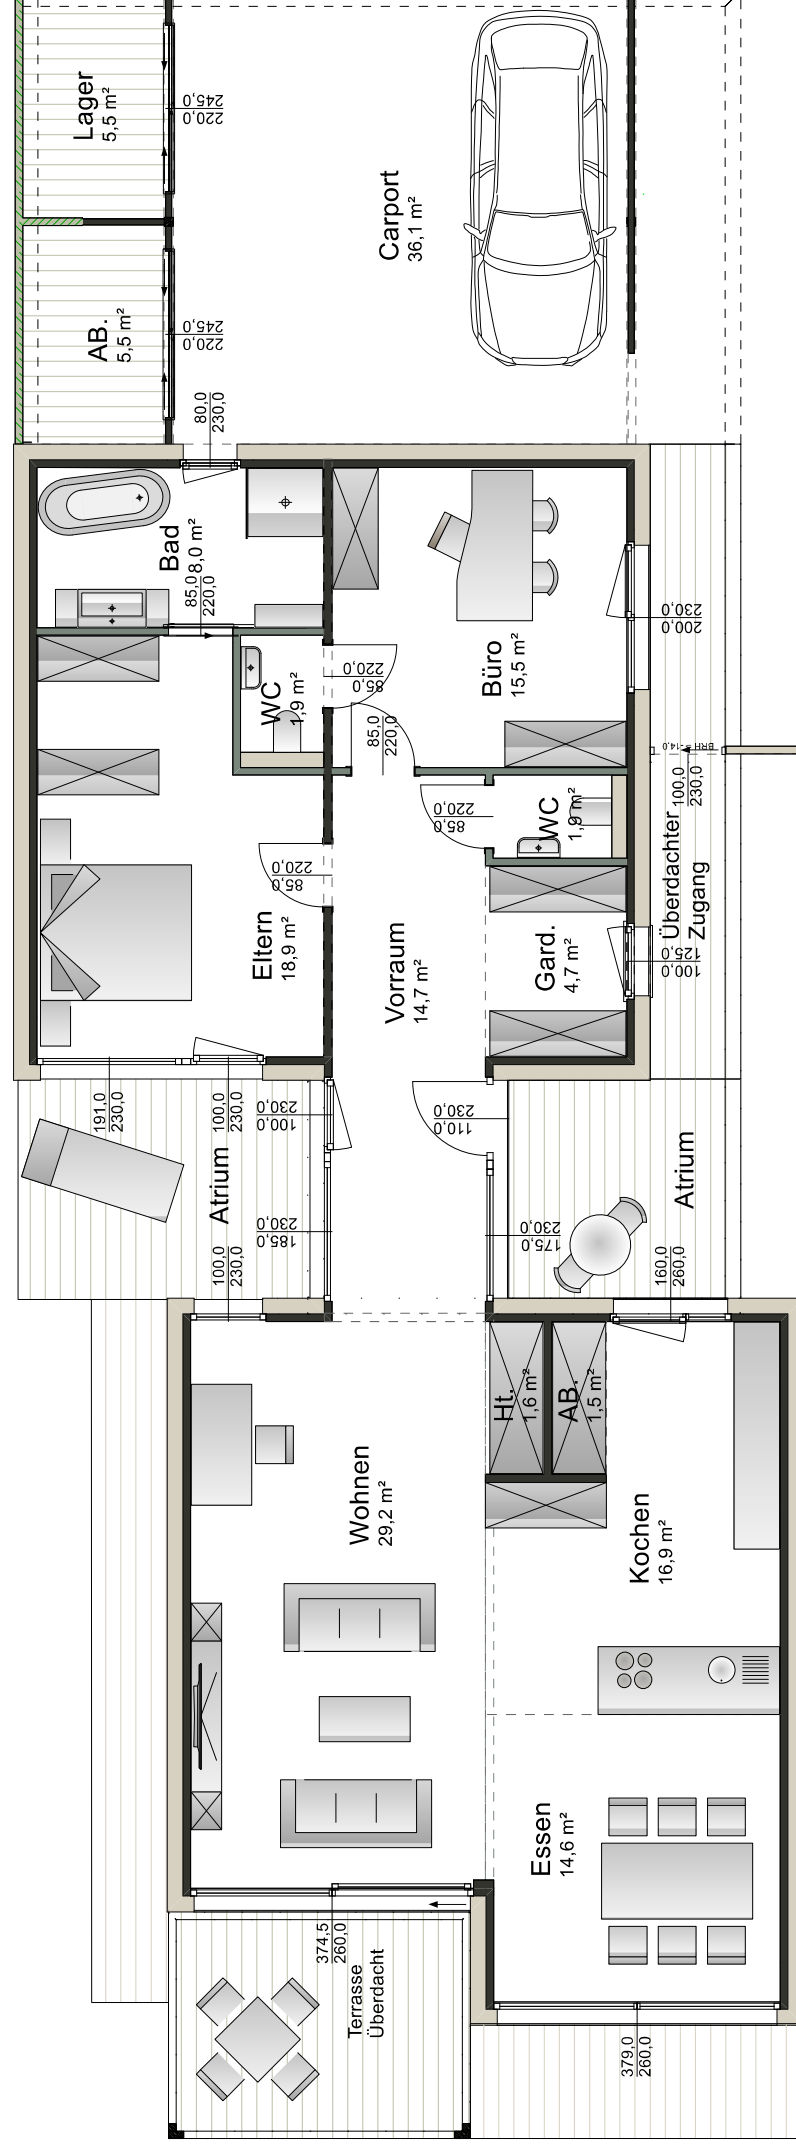 Lager
5,5 m²
245,0
220,0
Carport
36,1 m²
AB.
5,5 m²
245,0
220,0
80,0
230,0
Bad
8,0 m²
85,0
220,0
Büro
15,5 m²
230,0
200,0
WC
1,9 m²
220,0
85,0
85,0
220,0
BRH = -14,0
100,0
230,0
220,0
85,0
WC
1,9 m²
Überdachter
Zugang
220,0
85,0
Eltern
18,9 m²
Vorraum
14,7 m²
Gard.
4,7 m²
125,0
100,0
191,0
230,0
100,0
230,0
230,0
100,0
230,0
110,0
Atrium
Atrium
100,0
230,0
230,0
185,0
230,0
175,0
160,0
260,0
Ht.
1,6 m²
AB.
1,5 m²
Wohnen
29,2 m²
Kochen
16,9 m²
Essen
14,6 m²
374,5
260,0
Terrasse
Überdacht
379,0
260,0